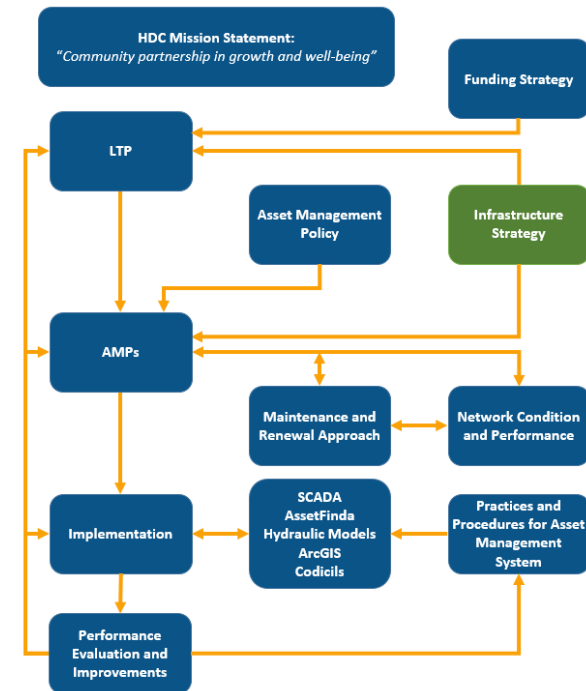 HDC Mission Statement:
“Community partnership in growth and well-being”
Funding Strategy
LTP
Asset Management
Policy
Infrastructure
Strategy
AMPs
Maintenance and
Renewal Approach
Network Condition
and Performance
Implementation
SCADA
AssetFinda
Hydraulic Models
ArcGIS
Codicils
Practices and
Procedures for Asset
Management
System
Performance
Evaluation and
Improvements